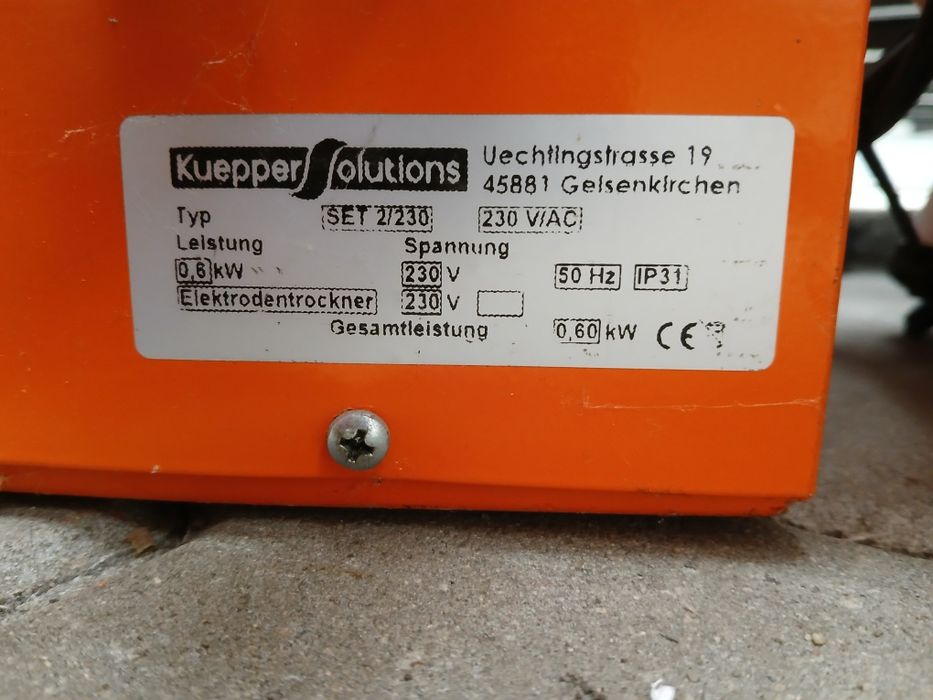 Kuepper Solutions
Uechtingstrasse 19
45881 Gelsenkirchen
Typ SET 2/230 230 V/AC
Leistung Spannung
0,6 kW 230 V 50 Hz IP31
Elektrodentrockner 230 V
Gesamtleistung 0,60 kW CE